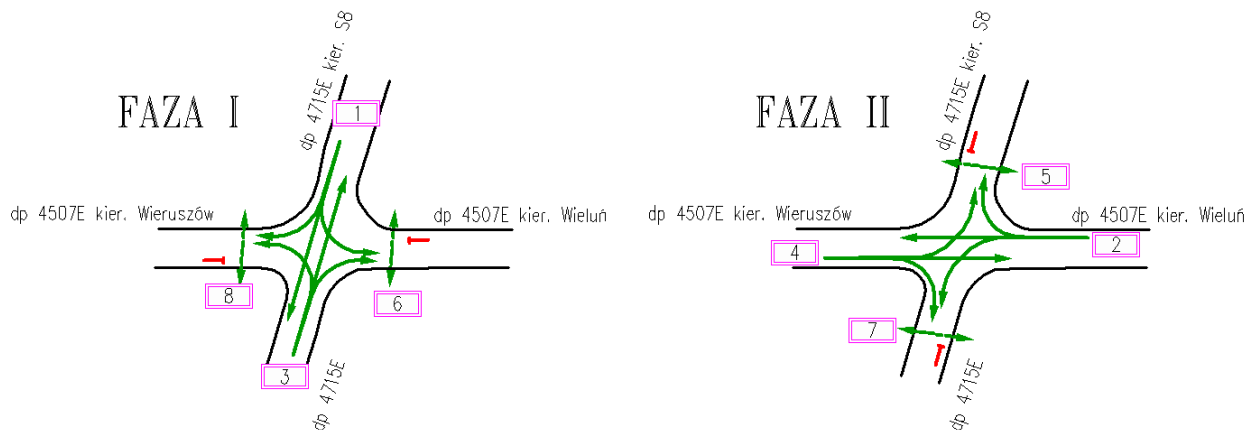 FAZA I
dp 4715E kier. S8
1
dp 4507E kier. Wieruszów
dp 4507E kier. Wieluń
8
6
3
dp 4715E
FAZA II
dp 4715E kier. S8
5
dp 4507E kier. Wieruszów
dp 4507E kier. Wieluń
4
2
7
dp 4715E